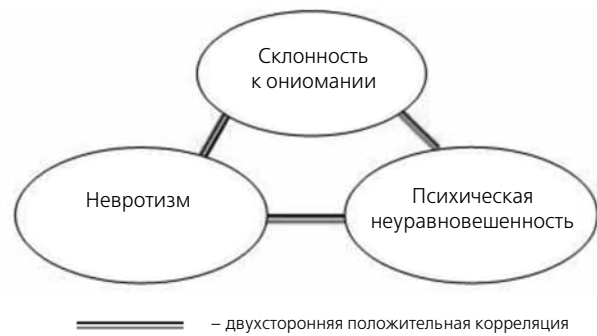 Склонность
к ониомании
Невротизм
Психическая
неуравновешенность
– двухсторонняя положительная корреляция